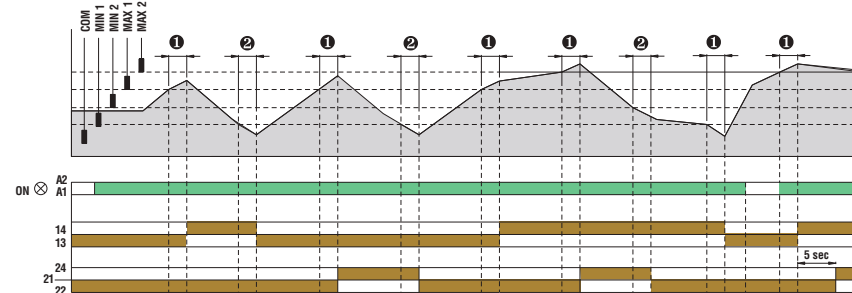 COM
MIN 1
MIN 2
MAX 1
MAX 2
❶ ❷ ❶ ❷ ❶ ❶ ❷ ❶ ❶
A2
ON A1
14
13
24
5 sec
21
22